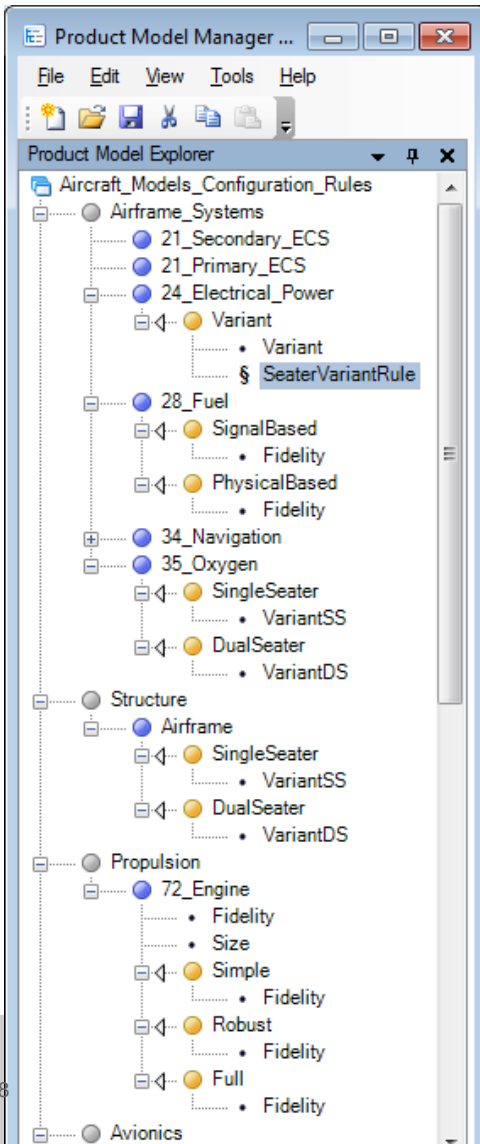 Product Model Manager ...
File Edit View Tools Help
Product Model Explorer
Aircraft_Models_Configuration_Rules
Airframe_Systems
21_Secondary_ECS
21_Primary_ECS
24_Electrical_Power
Variant
Variant
§ SeaterVariantRule
28_Fuel
SignalBased
Fidelity
PhysicalBased
Fidelity
34_Navigation
35_Oxygen
SingleSeater
VariantSS
DualSeater
VariantDS
Structure
Airframe
SingleSeater
VariantSS
DualSeater
VariantDS
Propulsion
72_Engine
Fidelity
Size
Simple
Fidelity
Robust
Fidelity
Full
8
Fidelity
Avionics